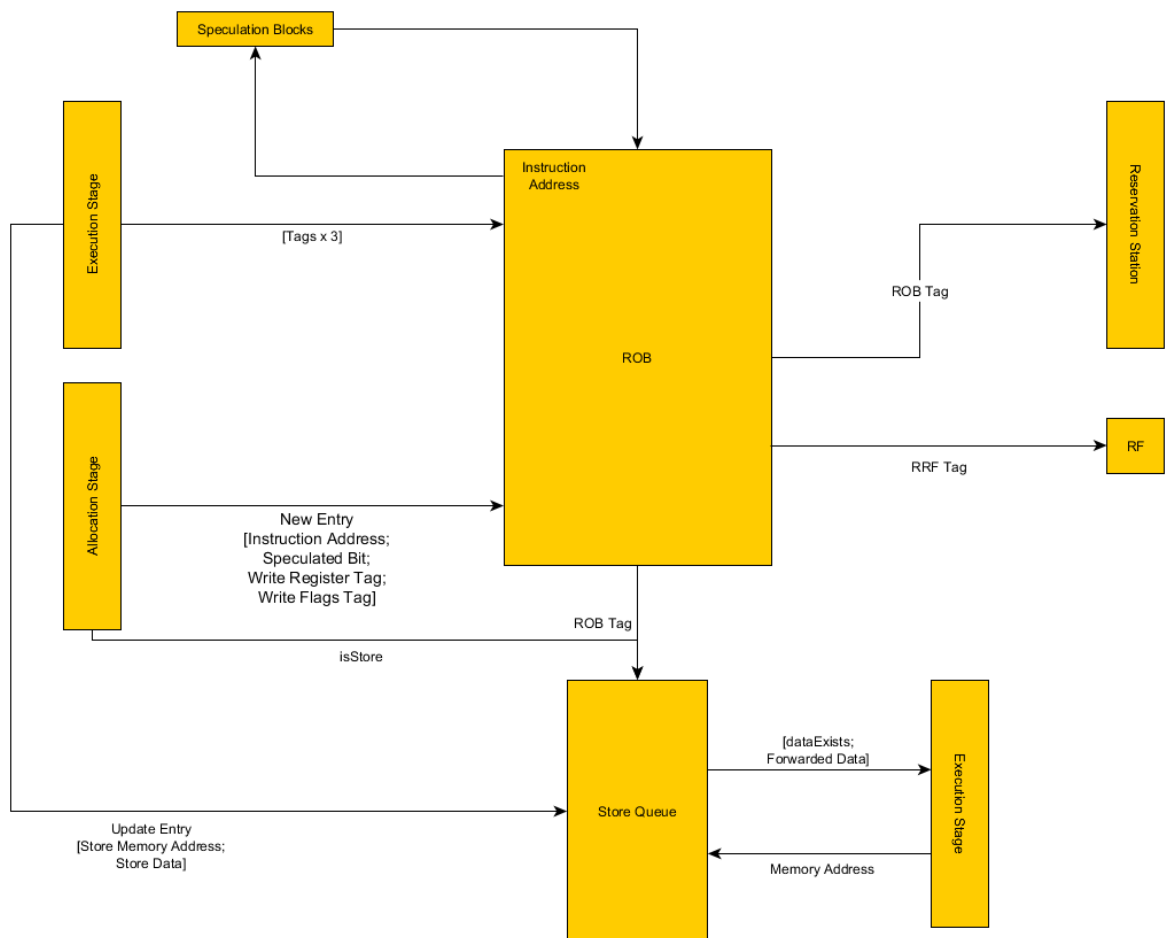 Speculation Blocks
Instruction
Address
Execution Stage
[Tags x 3]
Reservation Station
ROB Tag
ROB
Allocation Stage
RF
RRF Tag
New Entry
[Instruction Address;
Speculated Bit;
Write Register Tag;
Write Flags Tag]
ROB Tag
isStore
[dataExists;
Forwarded Data]
Execution Stage
Store Queue
Update Entry
[Store Memory Address;
Store Data]
Memory Address